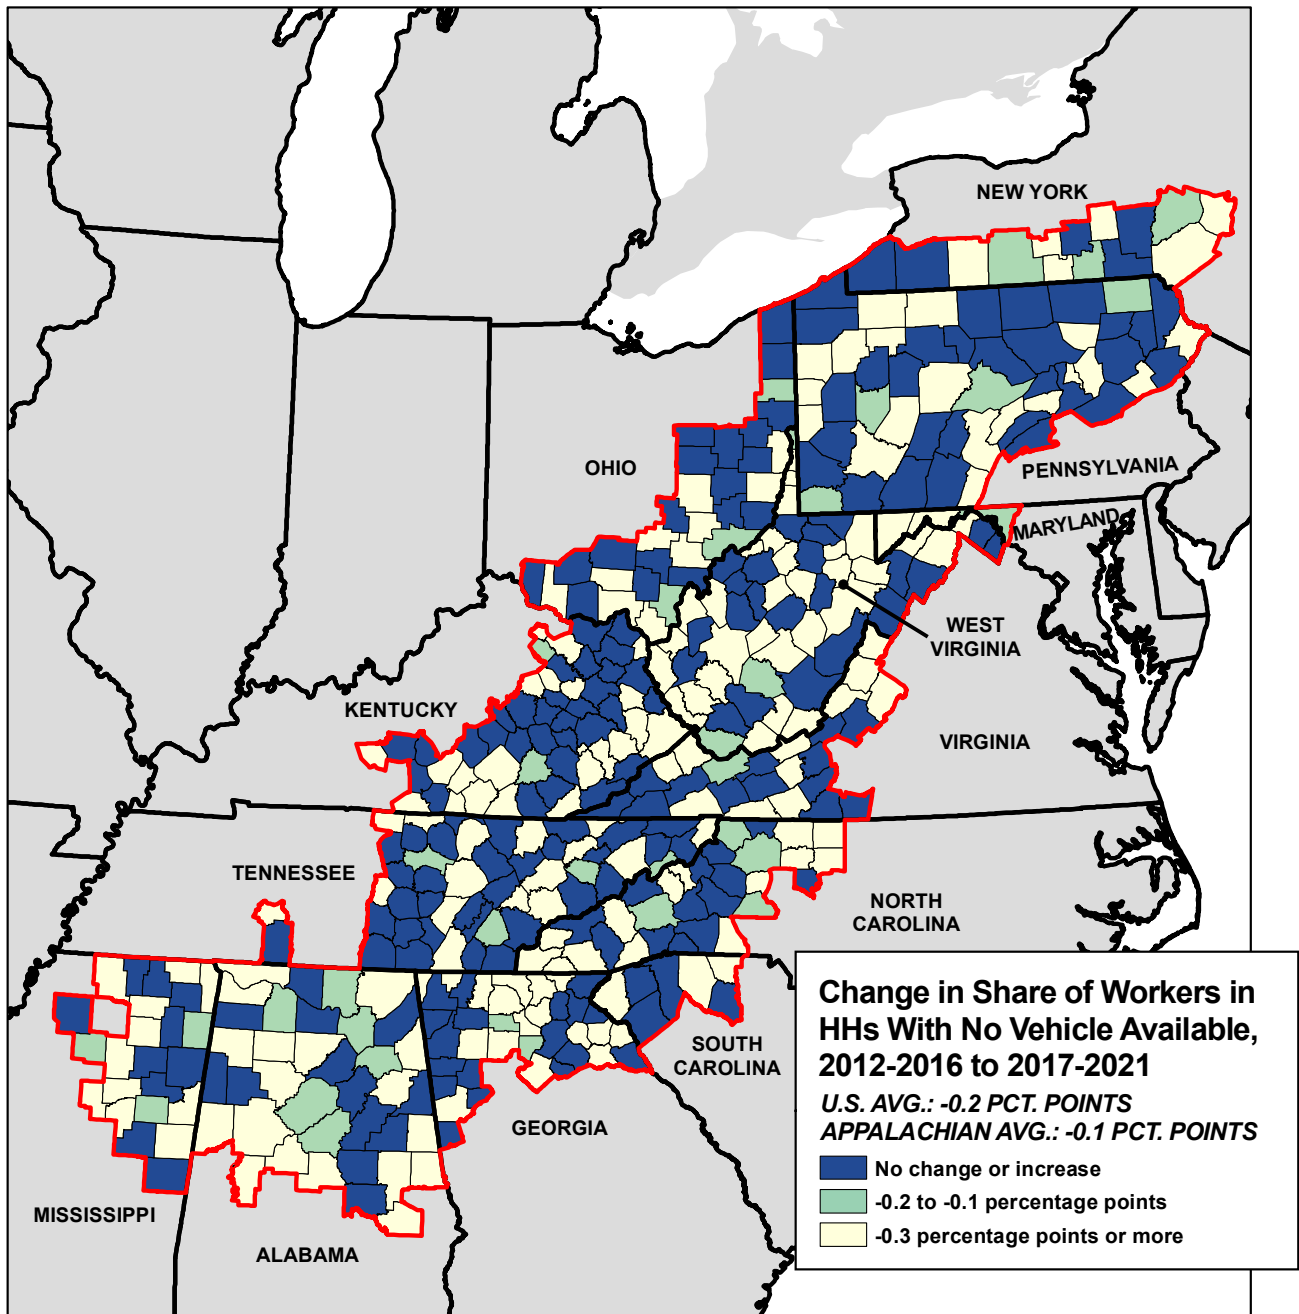 NEW YORK
OHIO
PENNSYLVANIA
MARYLAND
WEST
VIRGINIA
KENTUCKY
VIRGINIA
TENNESSEE
NORTH
CAROLINA
SOUTH
CAROLINA
GEORGIA
MISSISSIPPI
ALABAMA
Change in Share of Workers in
HHs With No Vehicle Available,
2012-2016 to 2017-2021
U.S. AVG.: -0.2 PCT. POINTS
APPALACHIAN AVG.: -0.1 PCT. POINTS
No change or increase
-0.2 to -0.1 percentage points
-0.3 percentage points or more